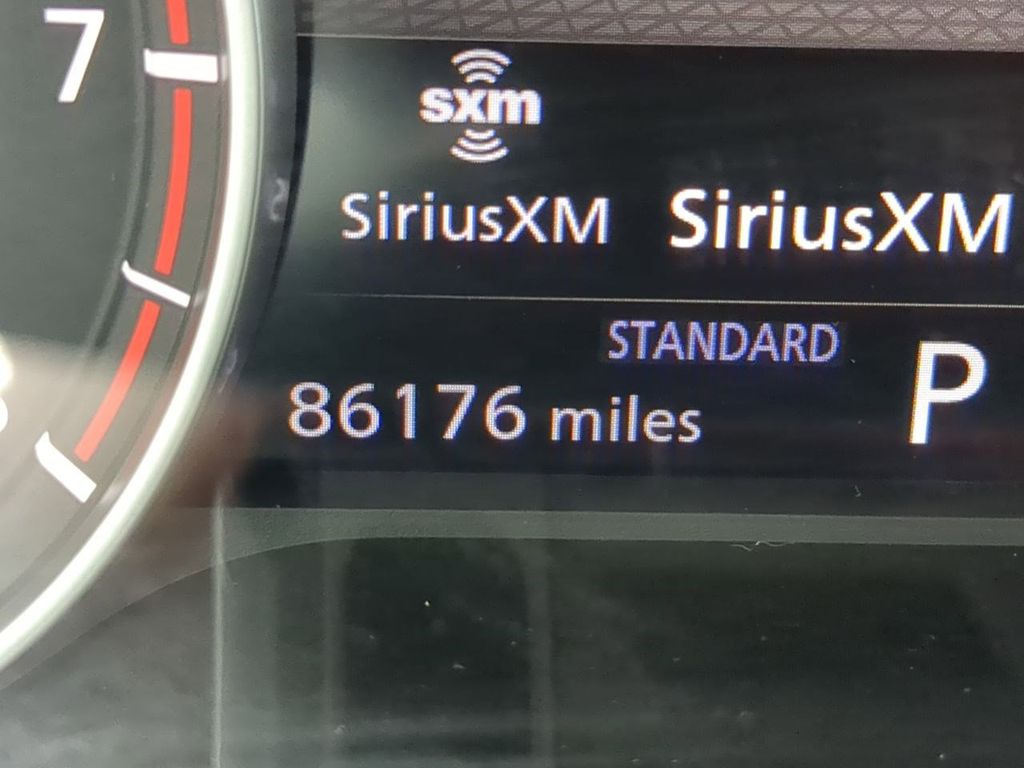 7
sxm
SiriusXM SiriusXM
STANDARD
86176 miles P